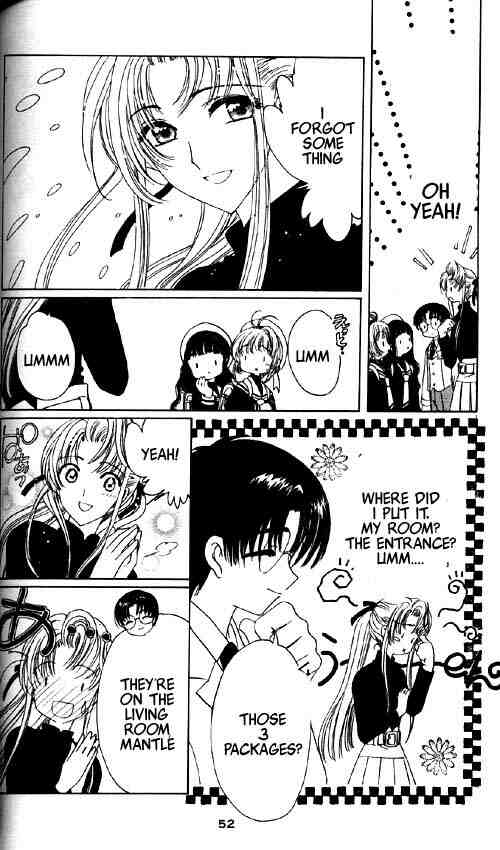 OH
YEAH!
I
FORGOT
SOME
THING
UMM
UMMM
WHERE DID
I PUT IT.
MY ROOM?
THE ENTRANCE?
UMM....
THOSE
3
PACKAGES?
YEAH!
THEY'RE
ON THE
LIVING
ROOM
MANTLE
あ
52